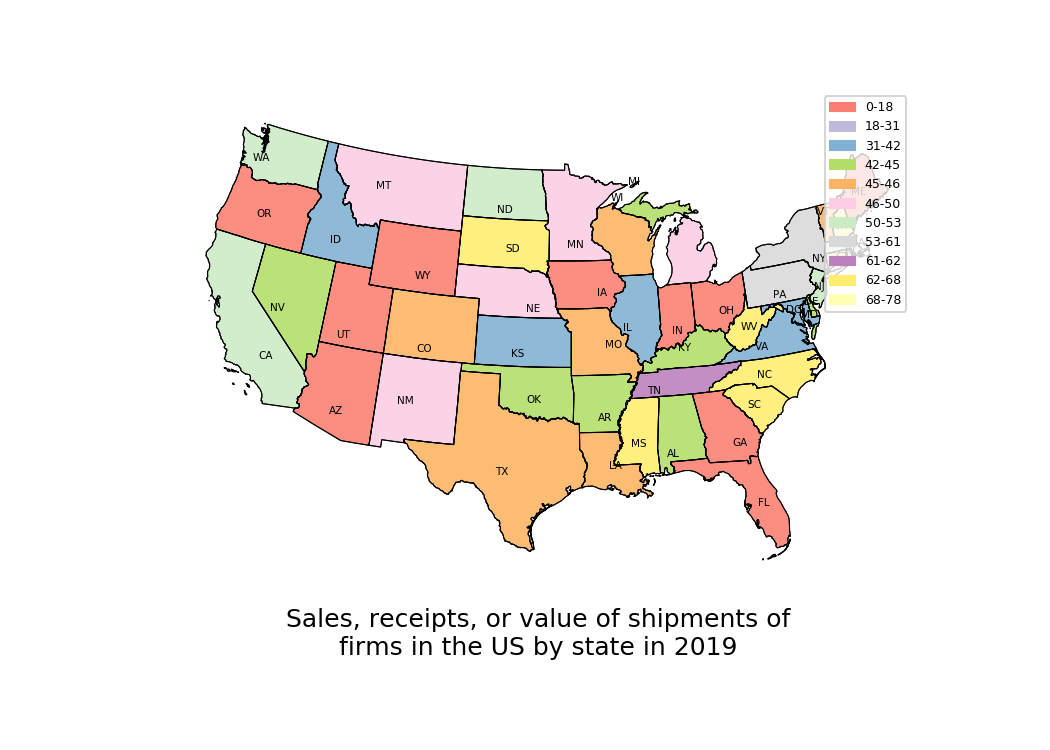 0-18
18-31
31-42
42-45
45-46
46-50
50-53
53-61
61-62
62-68
68-78
WA
MT
ME
OR
ND
MN
WI
MI
ID
SD
WY
NY
NV
UT
CO
NE
IA
PA
NJ
CA
KS
MO
IL
IN
OH
WV
VA
DC
KY
AZ
NM
OK
AR
TN
NC
SC
TX
LA
MS
AL
GA
FL
Sales, receipts, or value of shipments of
firms in the US by state in 2019